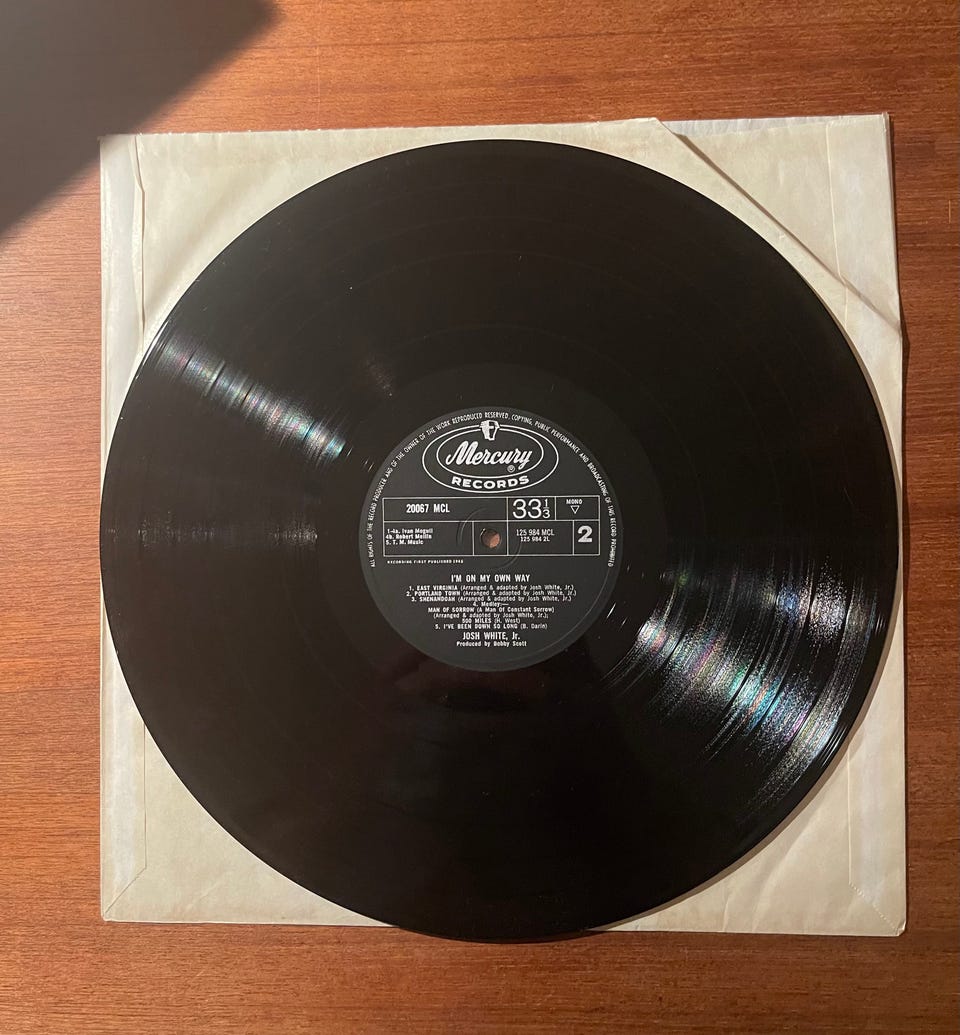 ALL RIGHTS OF THE RECORD PRODUCER AND OF THE OWNER OF THE WORK REPRODUCED RESERVED. COPYING, PUBLIC PERFORMANCE AND BROADCASTING OF THIS RECORD PROHIBITED
Mercury
®
RECORDS
20067 MCL
33 1/3
MONO
1-4a. Ivan Mogull
4b. Robert Mellin
5. T. M. Music
125 984 MCL
125 984 2L
2
RECORDING FIRST PUBLISHED
I'M ON MY OWN WAY
1. EAST VIRGINIA (Arranged & adapted by Josh White, Jr.)
2. PORTLAND TOWN (Arranged & adapted by Josh White, Jr.)
3. SHENANDOAH (Arranged & adapted by Josh White, Jr.)
4. Medley:—
MAN OF SORROW (A Man Of Constant Sorrow)
(Arranged & adapted by Josh White, Jr.);
500 MILES (H. West)
5. I'VE BEEN DOWN SO LONG (B. Darin)
JOSH WHITE, Jr.
Produced by Bobby Scott